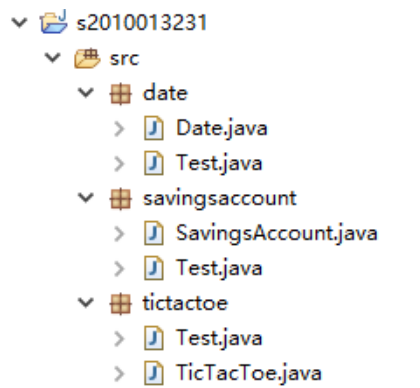 s2010013231
src
date
Date.java
Test.java
savingsaccount
SavingsAccount.java
Test.java
tictactoe
Test.java
TicTacToe.java